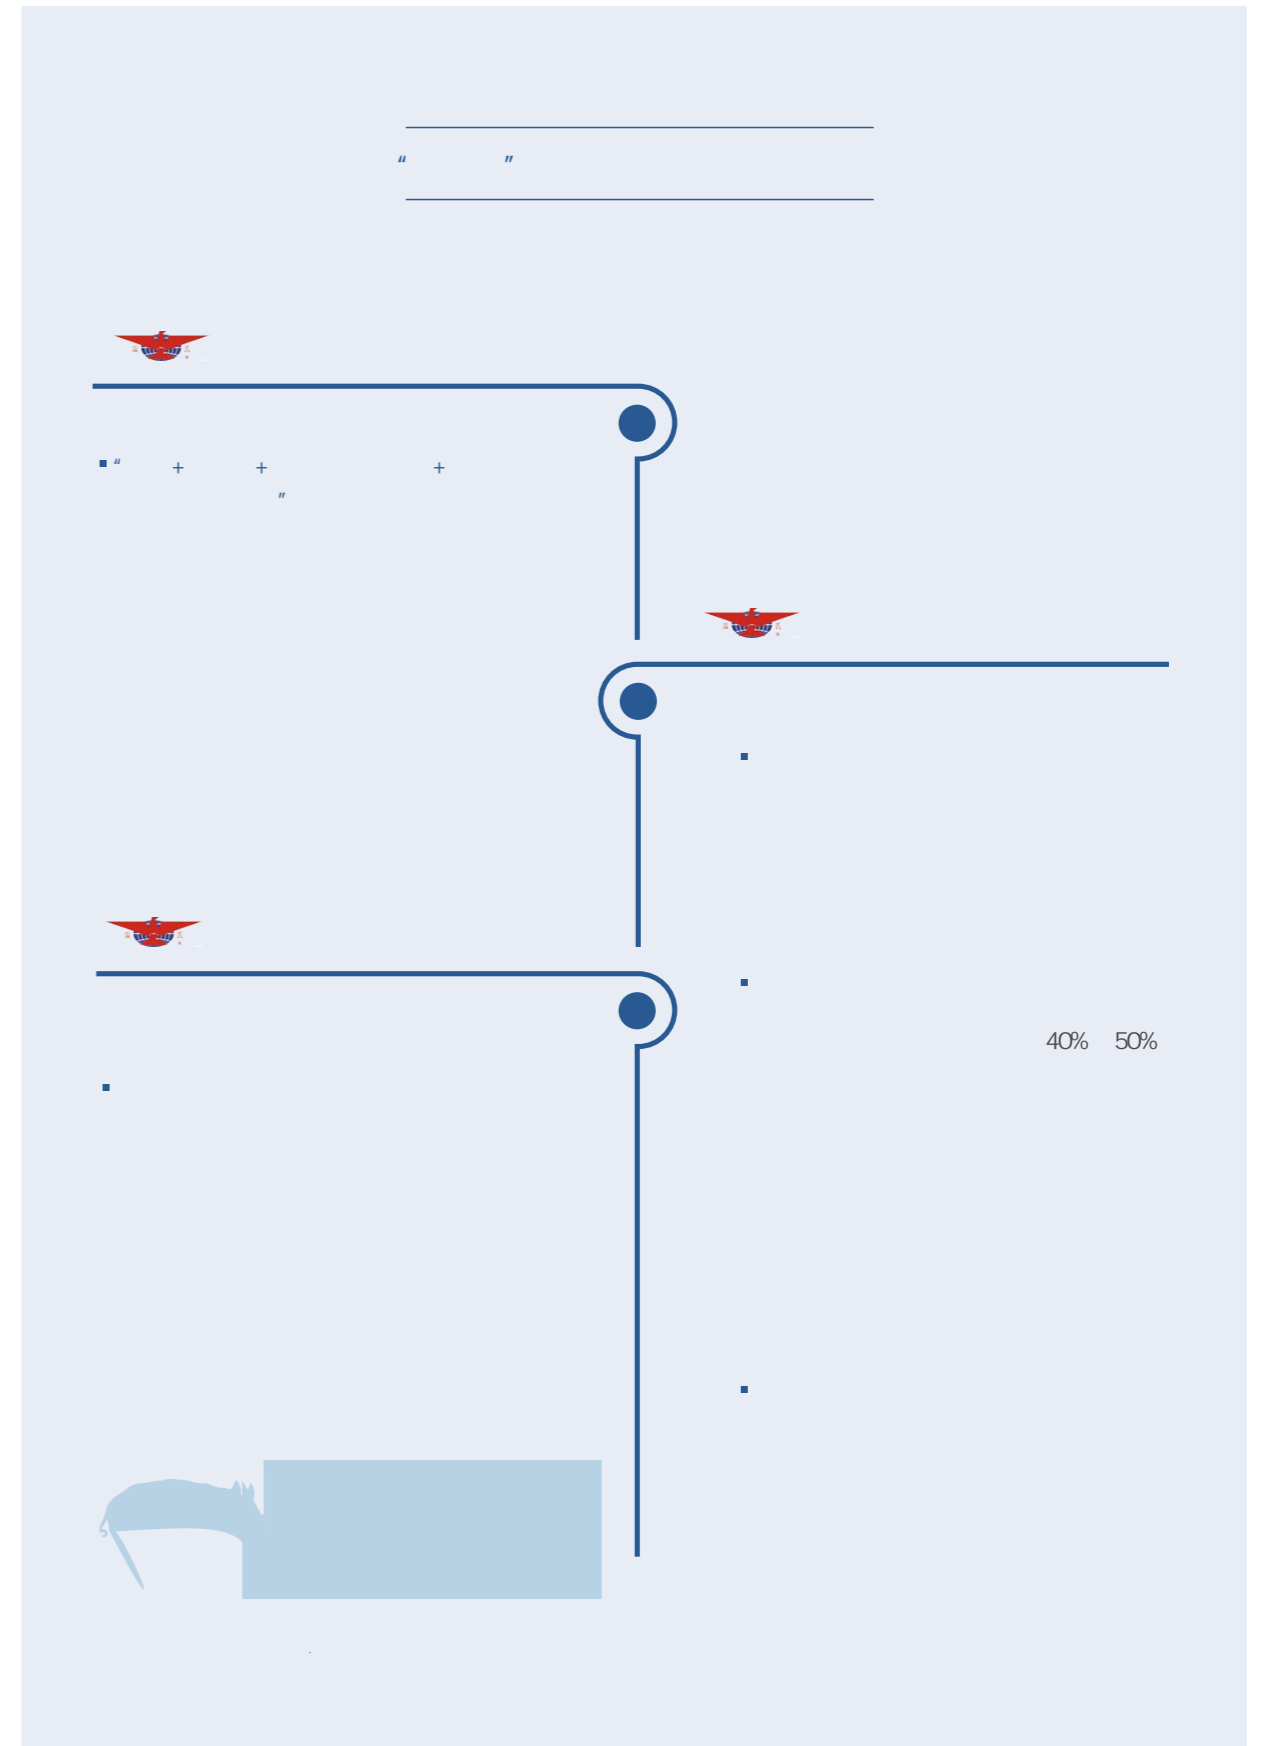 “ ”
“ + + +
”
40% 50%